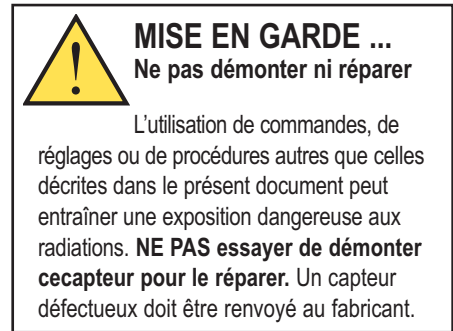 MISE EN GARDE ...
Ne pas démonter ni réparer
L'utilisation de commandes, de
réglages ou de procédures autres que celles
décrites dans le présent document peut
entraîner une exposition dangereuse aux
radiations. NE PAS essayer de démonter
cecapteur pour le réparer. Un capteur
défectueux doit être renvoyé au fabricant.